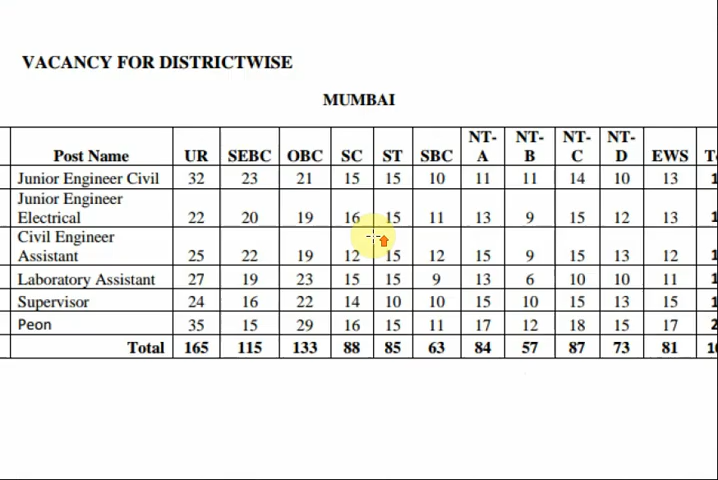 VACANCY FOR DISTRICTWISE
MUMBAI
Post Name UR SEBC OBC SC ST SBC NT-A NT-B NT-C NT-D EWS
Junior Engineer Civil 32 23 21 15 15 10 11 11 14 10 13
Junior Engineer
Electrical 22 20 19 16 15 11 13 9 15 12 13
Civil Engineer
Assistant 25 22 19 12 15 12 15 9 15 13 12
Laboratory Assistant 27 19 23 15 15 9 13 6 10 10 11
Supervisor 24 16 22 14 10 10 15 10 15 13 15
Peon 35 15 29 16 15 11 17 12 18 15 17
Total 165 115 133 88 85 63 84 57 87 73 81